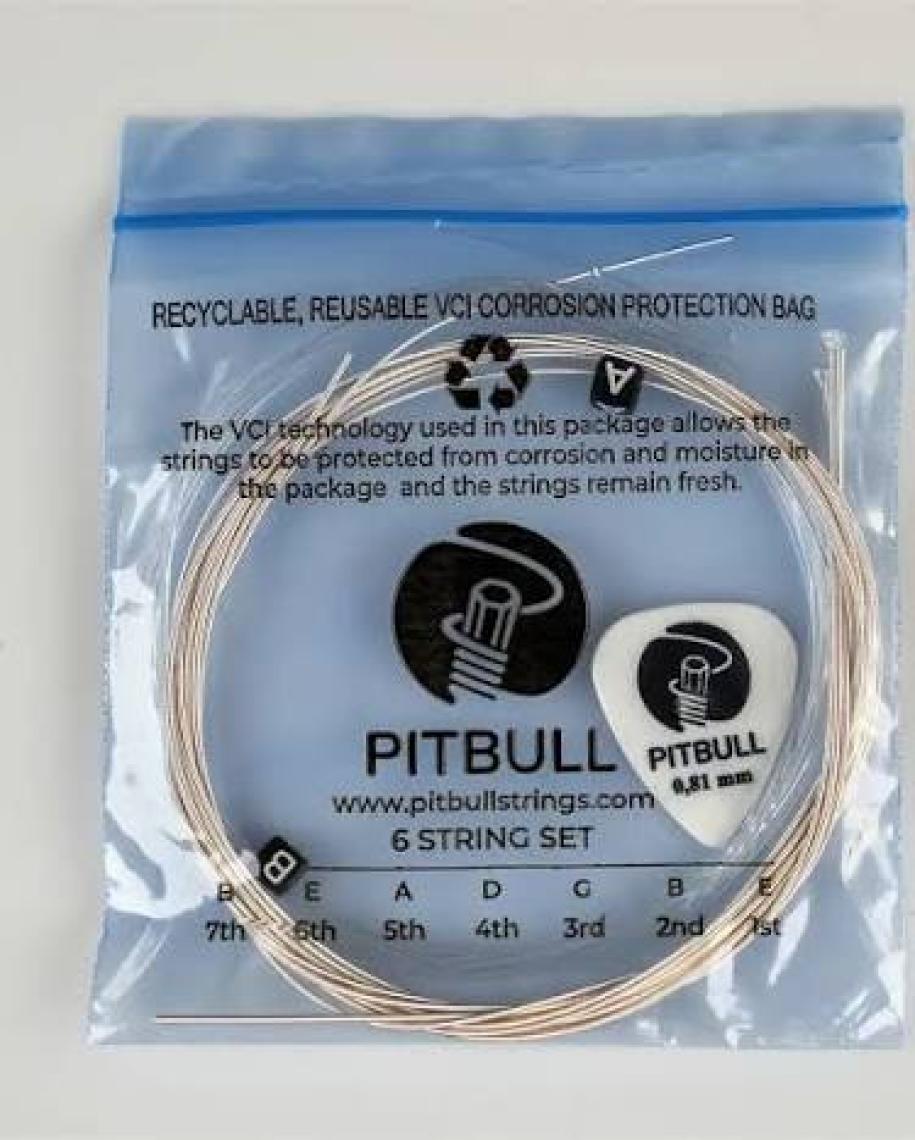 RECYCLABLE, REUSABLE VCI CORROSION PROTECTION BAG
A
The VCI technology used in this package allows the
strings to be protected from corrosion and moisture in
the package and the strings remain fresh.
PITBULL
www.pitbullstrings.com
6 STRING SET
PITBULL
0,81 mm
B
B E A D G B E
7th 6th 5th 4th 3rd 2nd 1st